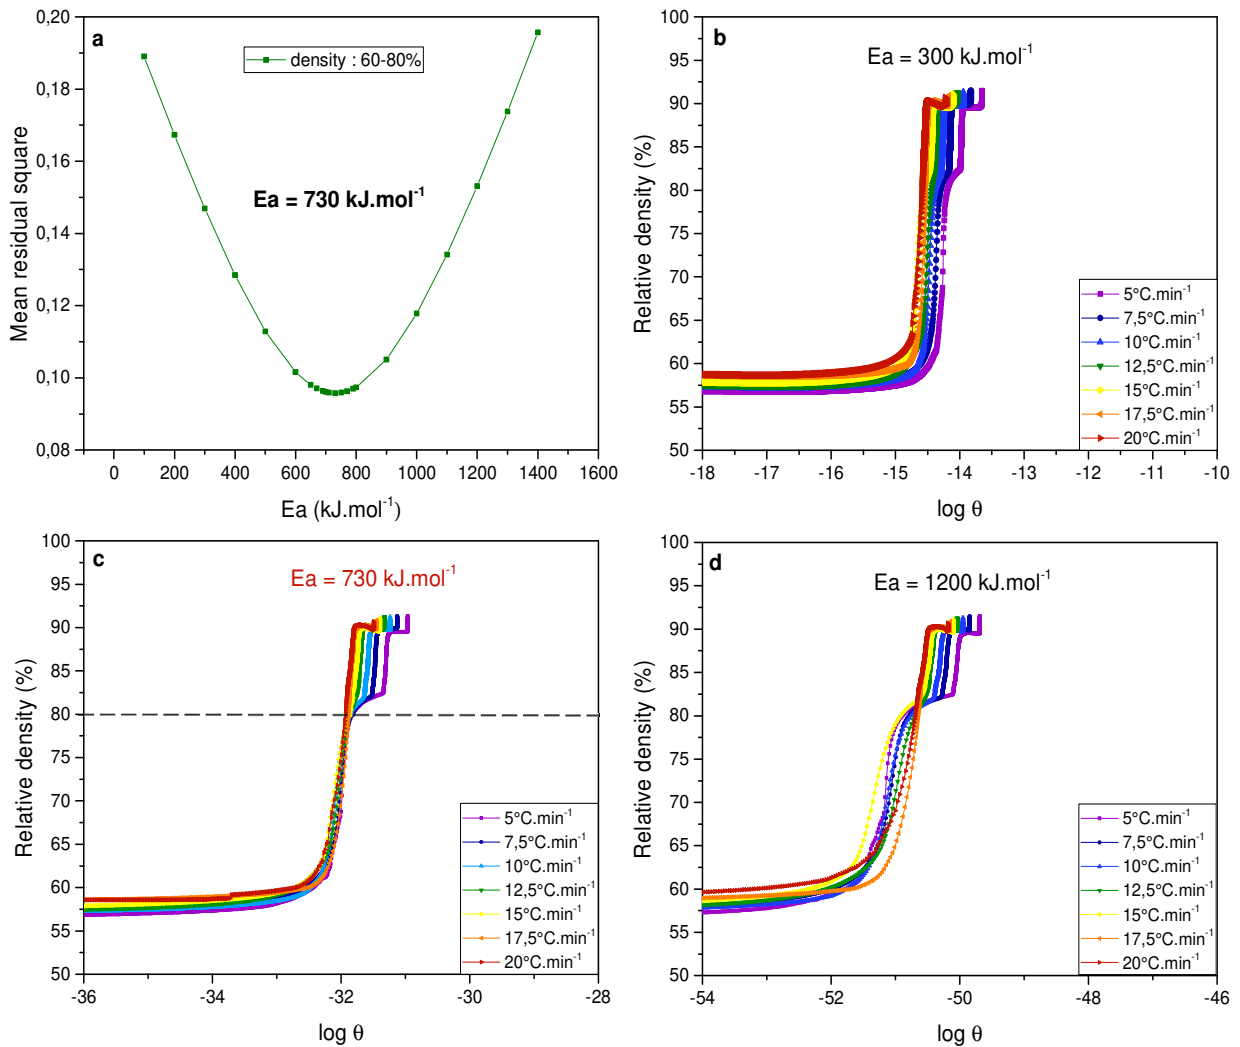 a
density : 60-80%
Ea = 730 kJ.mol⁻¹
Mean residual square
0,20
0,18
0,16
0,14
0,12
0,10
0,08
0 200 400 600 800 1000 1200 1400 1600
Ea (kJ.mol⁻¹)
b
Ea = 300 kJ.mol⁻¹
Relative density (%)
100
95
90
85
80
75
70
65
60
55
50
5°C.min⁻¹
7,5°C.min⁻¹
10°C.min⁻¹
12,5°C.min⁻¹
15°C.min⁻¹
17,5°C.min⁻¹
20°C.min⁻¹
-18 -17 -16 -15 -14 -13 -12 -11 -10
log θ
c
Ea = 730 kJ.mol⁻¹
Relative density (%)
100
95
90
85
80
75
70
65
60
55
50
5°C.min⁻¹
7,5°C.min⁻¹
10°C.min⁻¹
12,5°C.min⁻¹
15°C.min⁻¹
17,5°C.min⁻¹
20°C.min⁻¹
-36 -34 -32 -30 -28
log θ
d
Ea = 1200 kJ.mol⁻¹
Relative density (%)
100
95
90
85
80
75
70
65
60
55
50
5°C.min⁻¹
7,5°C.min⁻¹
10°C.min⁻¹
12,5°C.min⁻¹
15°C.min⁻¹
17,5°C.min⁻¹
20°C.min⁻¹
-54 -52 -50 -48 -46
log θ